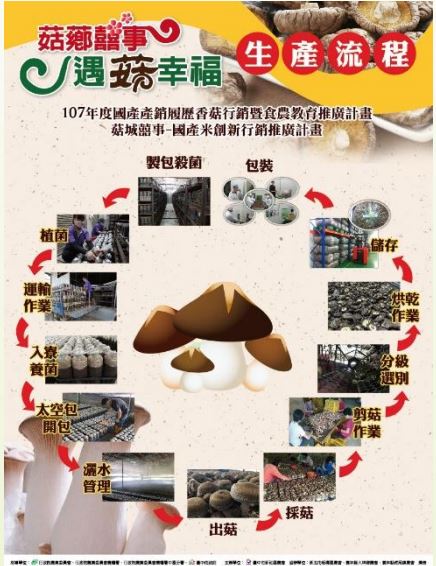 菇薌囍事
遇菇幸福
生產流程
107年度國產產銷履歷香菇行銷暨食農教育推廣計畫
菇城囍事-國產米創新行銷推廣計畫
製包殺菌
植菌
運輸
作業
入寮
養菌
太空包
開包
灑水
管理
出菇
採菇
剪菇
作業
分級
選別
烘乾
作業
儲存
包裝